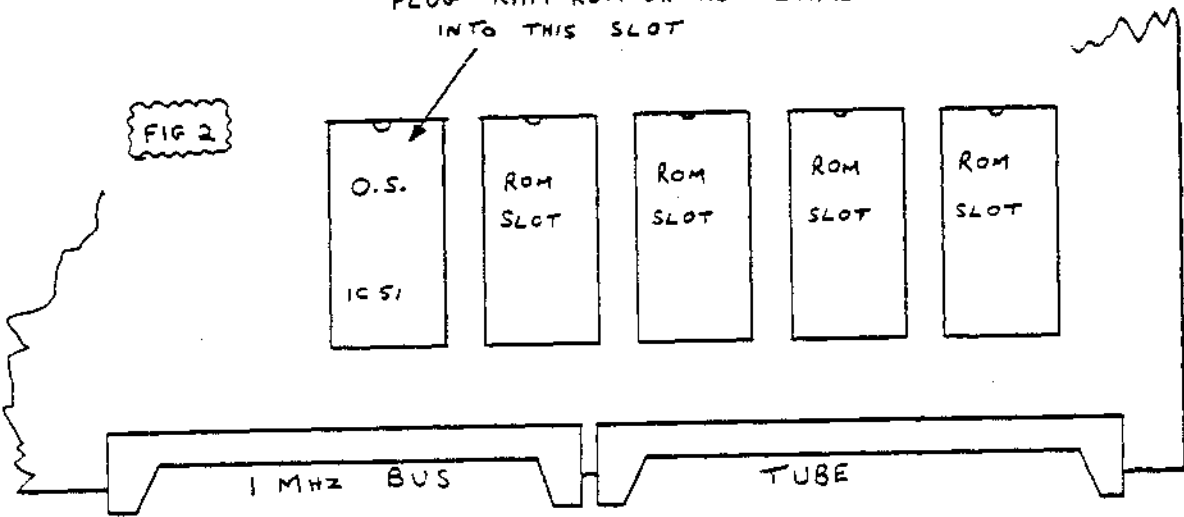 INTO THIS SLOT
FIG 2
O.S.
IC 51
ROM
SLOT
ROM
SLOT
ROM
SLOT
ROM
SLOT
1 MHZ BUS
TUBE